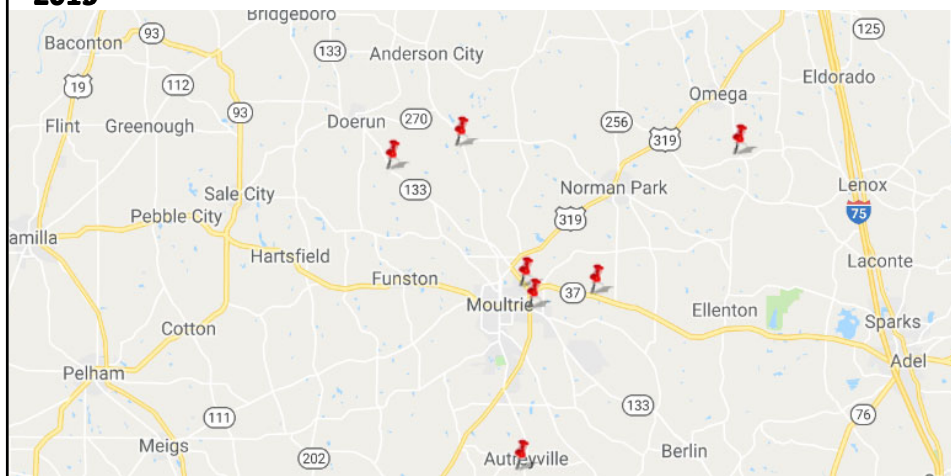 Bridgeboro
Baconton
93
133
Anderson City
125
19
112
Eldorado
Omega
93
Flint
Greenough
Doerun
270
256
319
133
Norman Park
Lenox
Sale City
75
Pebble City
319
amilla
Hartsfield
Laconte
Funston
37
Moultrie
Ellenton
Sparks
Cotton
Adel
Pelham
111
133
76
Meigs
202
Autreyville
Berlin